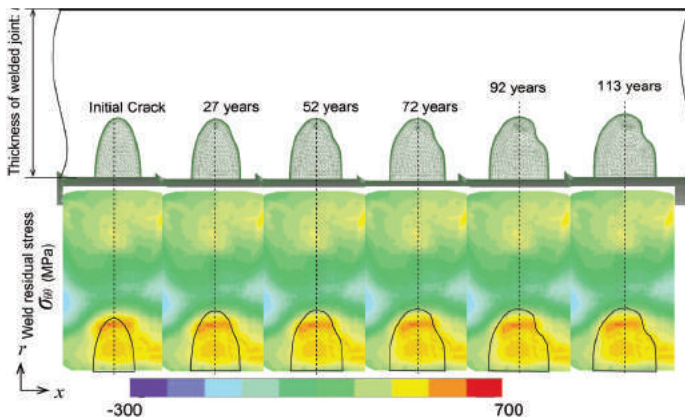 Thickness of welded joint:
Initial Crack
27 years
52 years
72 years
92 years
113 years
Weld residual stress
(MPa)
r
x
-300
700